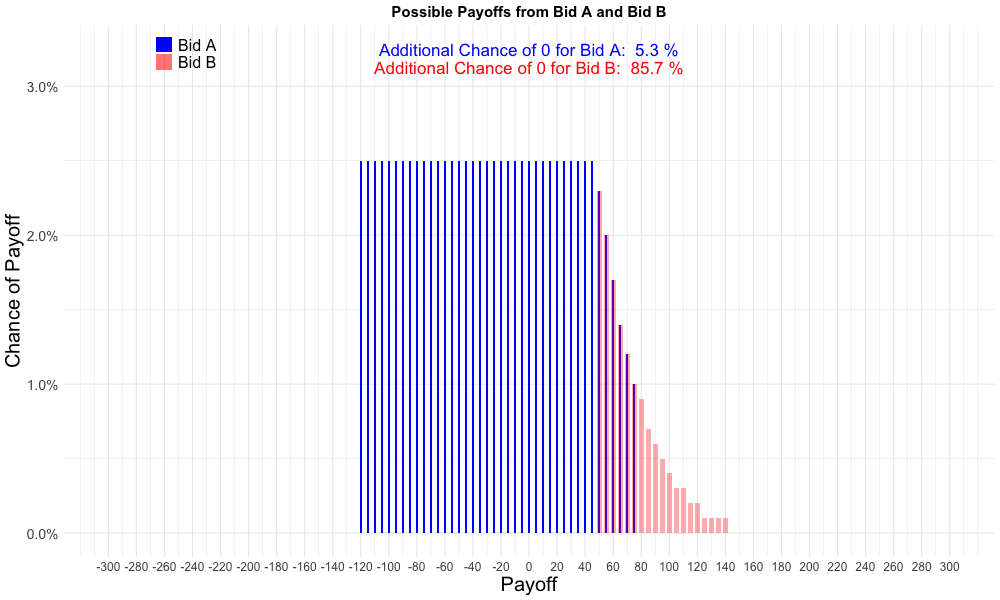 Possible Payoffs from Bid A and Bid B
Bid A
Bid B
Additional Chance of 0 for Bid A: 5.3 %
Additional Chance of 0 for Bid B: 85.7 %
Chance of Payoff
3.0%
2.0%
1.0%
0.0%
-300 -280 -260 -240 -220 -200 -180 -160 -140 -120 -100 -80 -60 -40 -20 0 20 40 60 80 100 120 140 160 180 200 220 240 260 280 300
Payoff